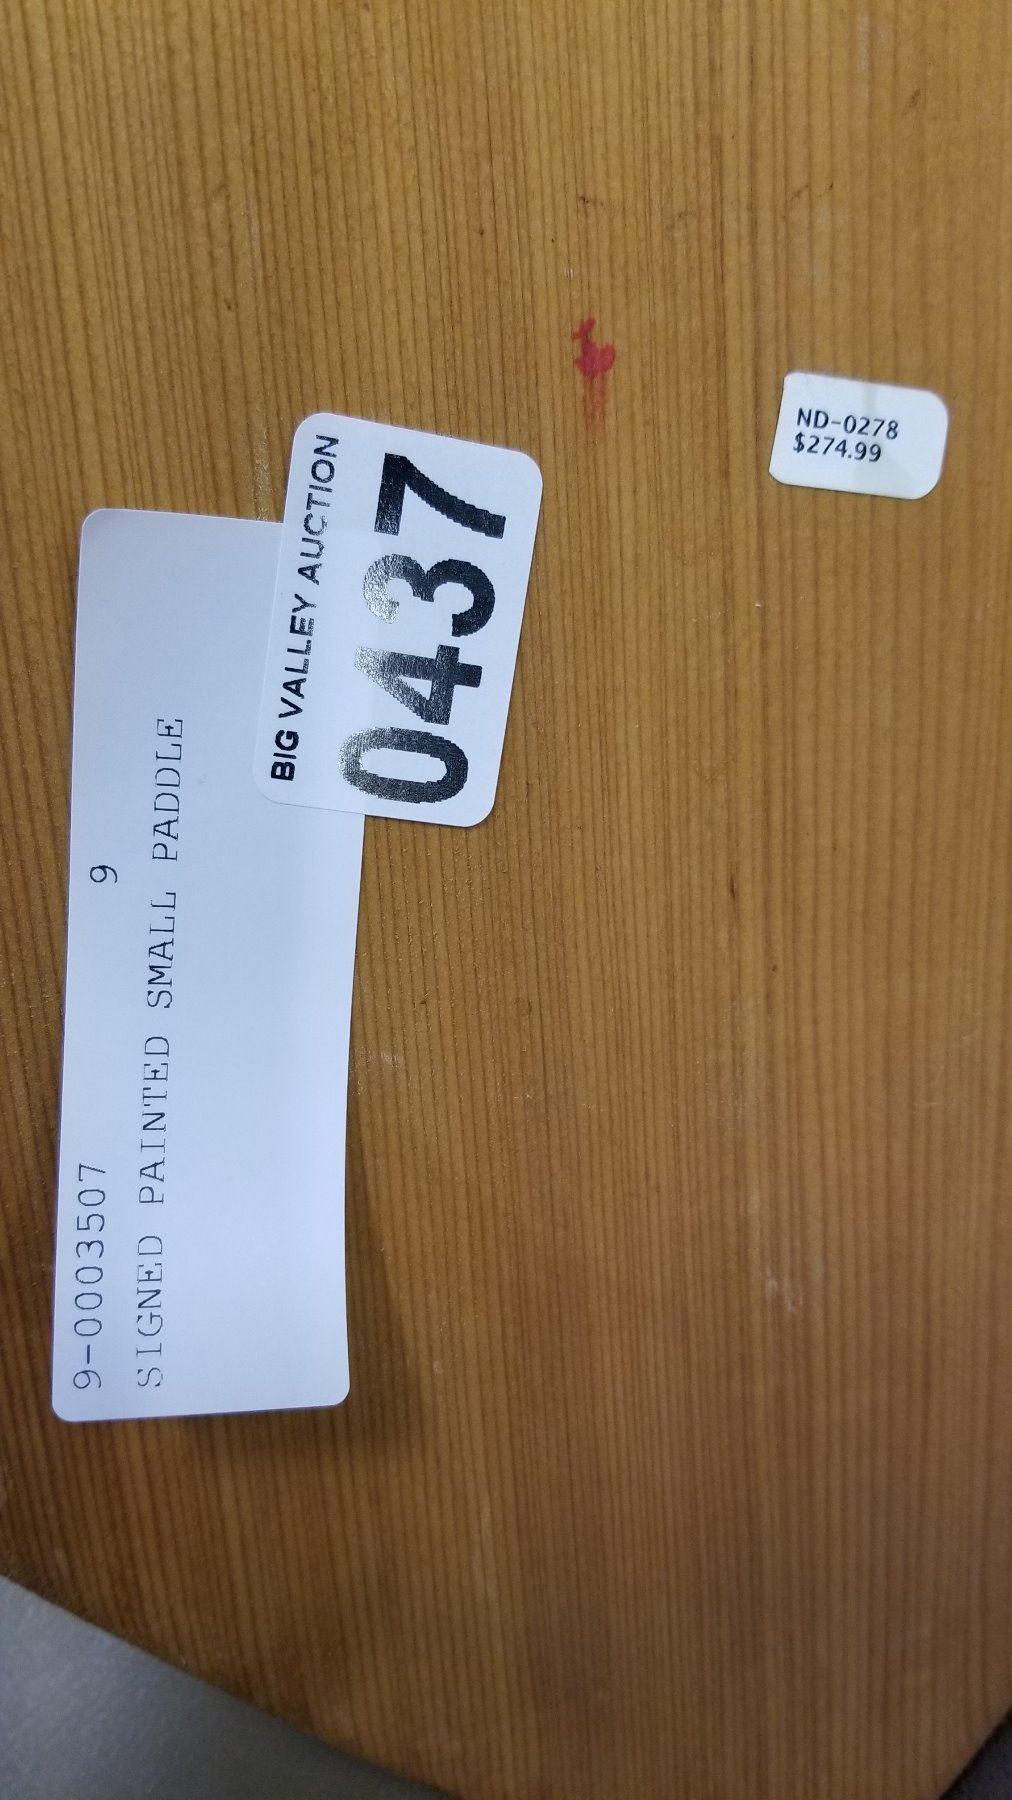 ND-0278
$274.99
BIG VALLEY AUCTION
0437
9-0003507 9
SIGNED PAINTED SMALL PADDLE